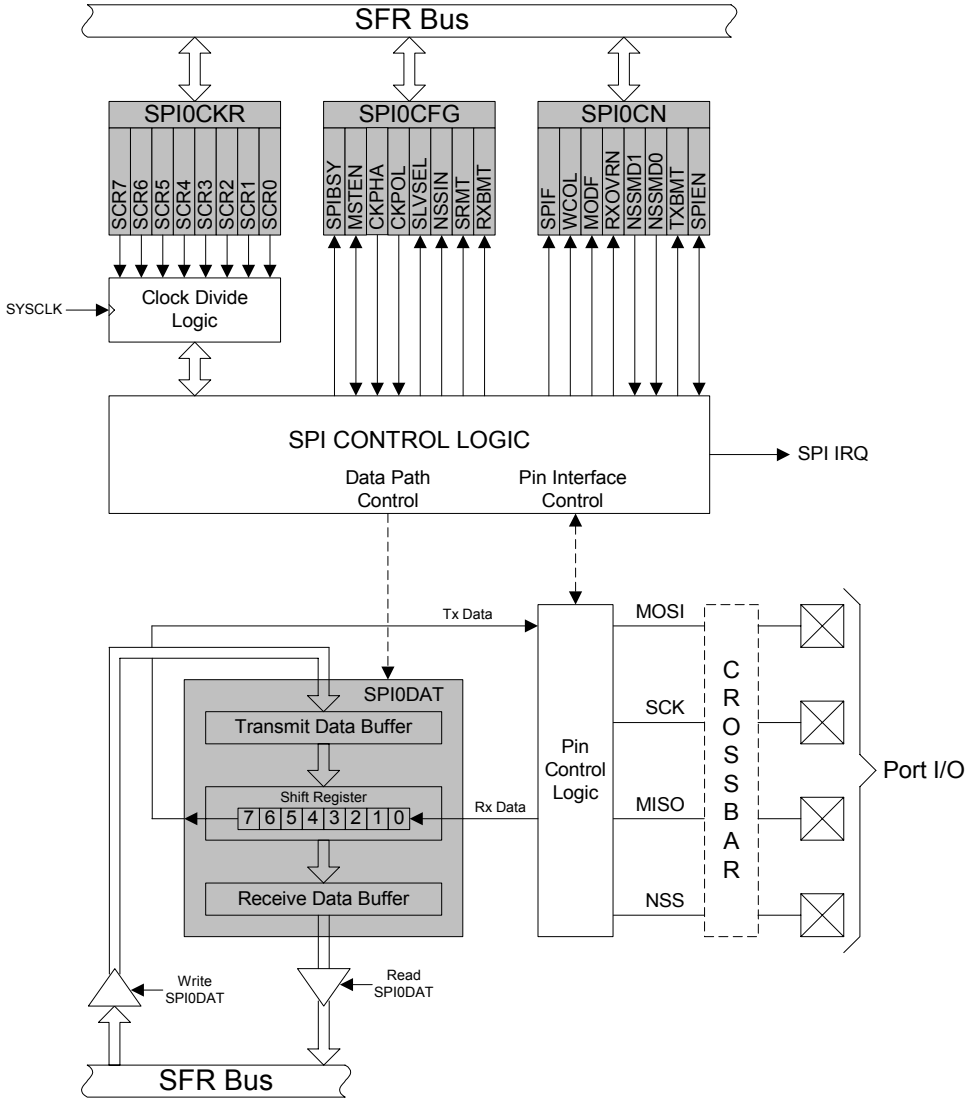 SFR Bus
SPI0CKR
SPI0CFG
SPI0CN
SCR7
SCR6
SCR5
SCR4
SCR3
SCR2
SCR1
SCR0
SPIBSY
MSTEN
CKPHA
CKPOL
SLVSEL
NSSIN
SRMT
RXBMT
SPIF
WCOL
MODF
RXOVRN
NSSMD1
NSSMD0
TXBMT
SPIEN
SYSCLK
Clock Divide
Logic
SPI CONTROL LOGIC
SPI IRQ
Data Path
Control
Pin Interface
Control
Tx Data
MOSI
SPI0DAT
Transmit Data Buffer
SCK
Shift Register
7 6 5 4 3 2 1 0
Rx Data
Pin
Control
Logic
MISO
Receive Data Buffer
NSS
CROSSBAR
Port I/O
Write
SPI0DAT
Read
SPI0DAT
SFR Bus